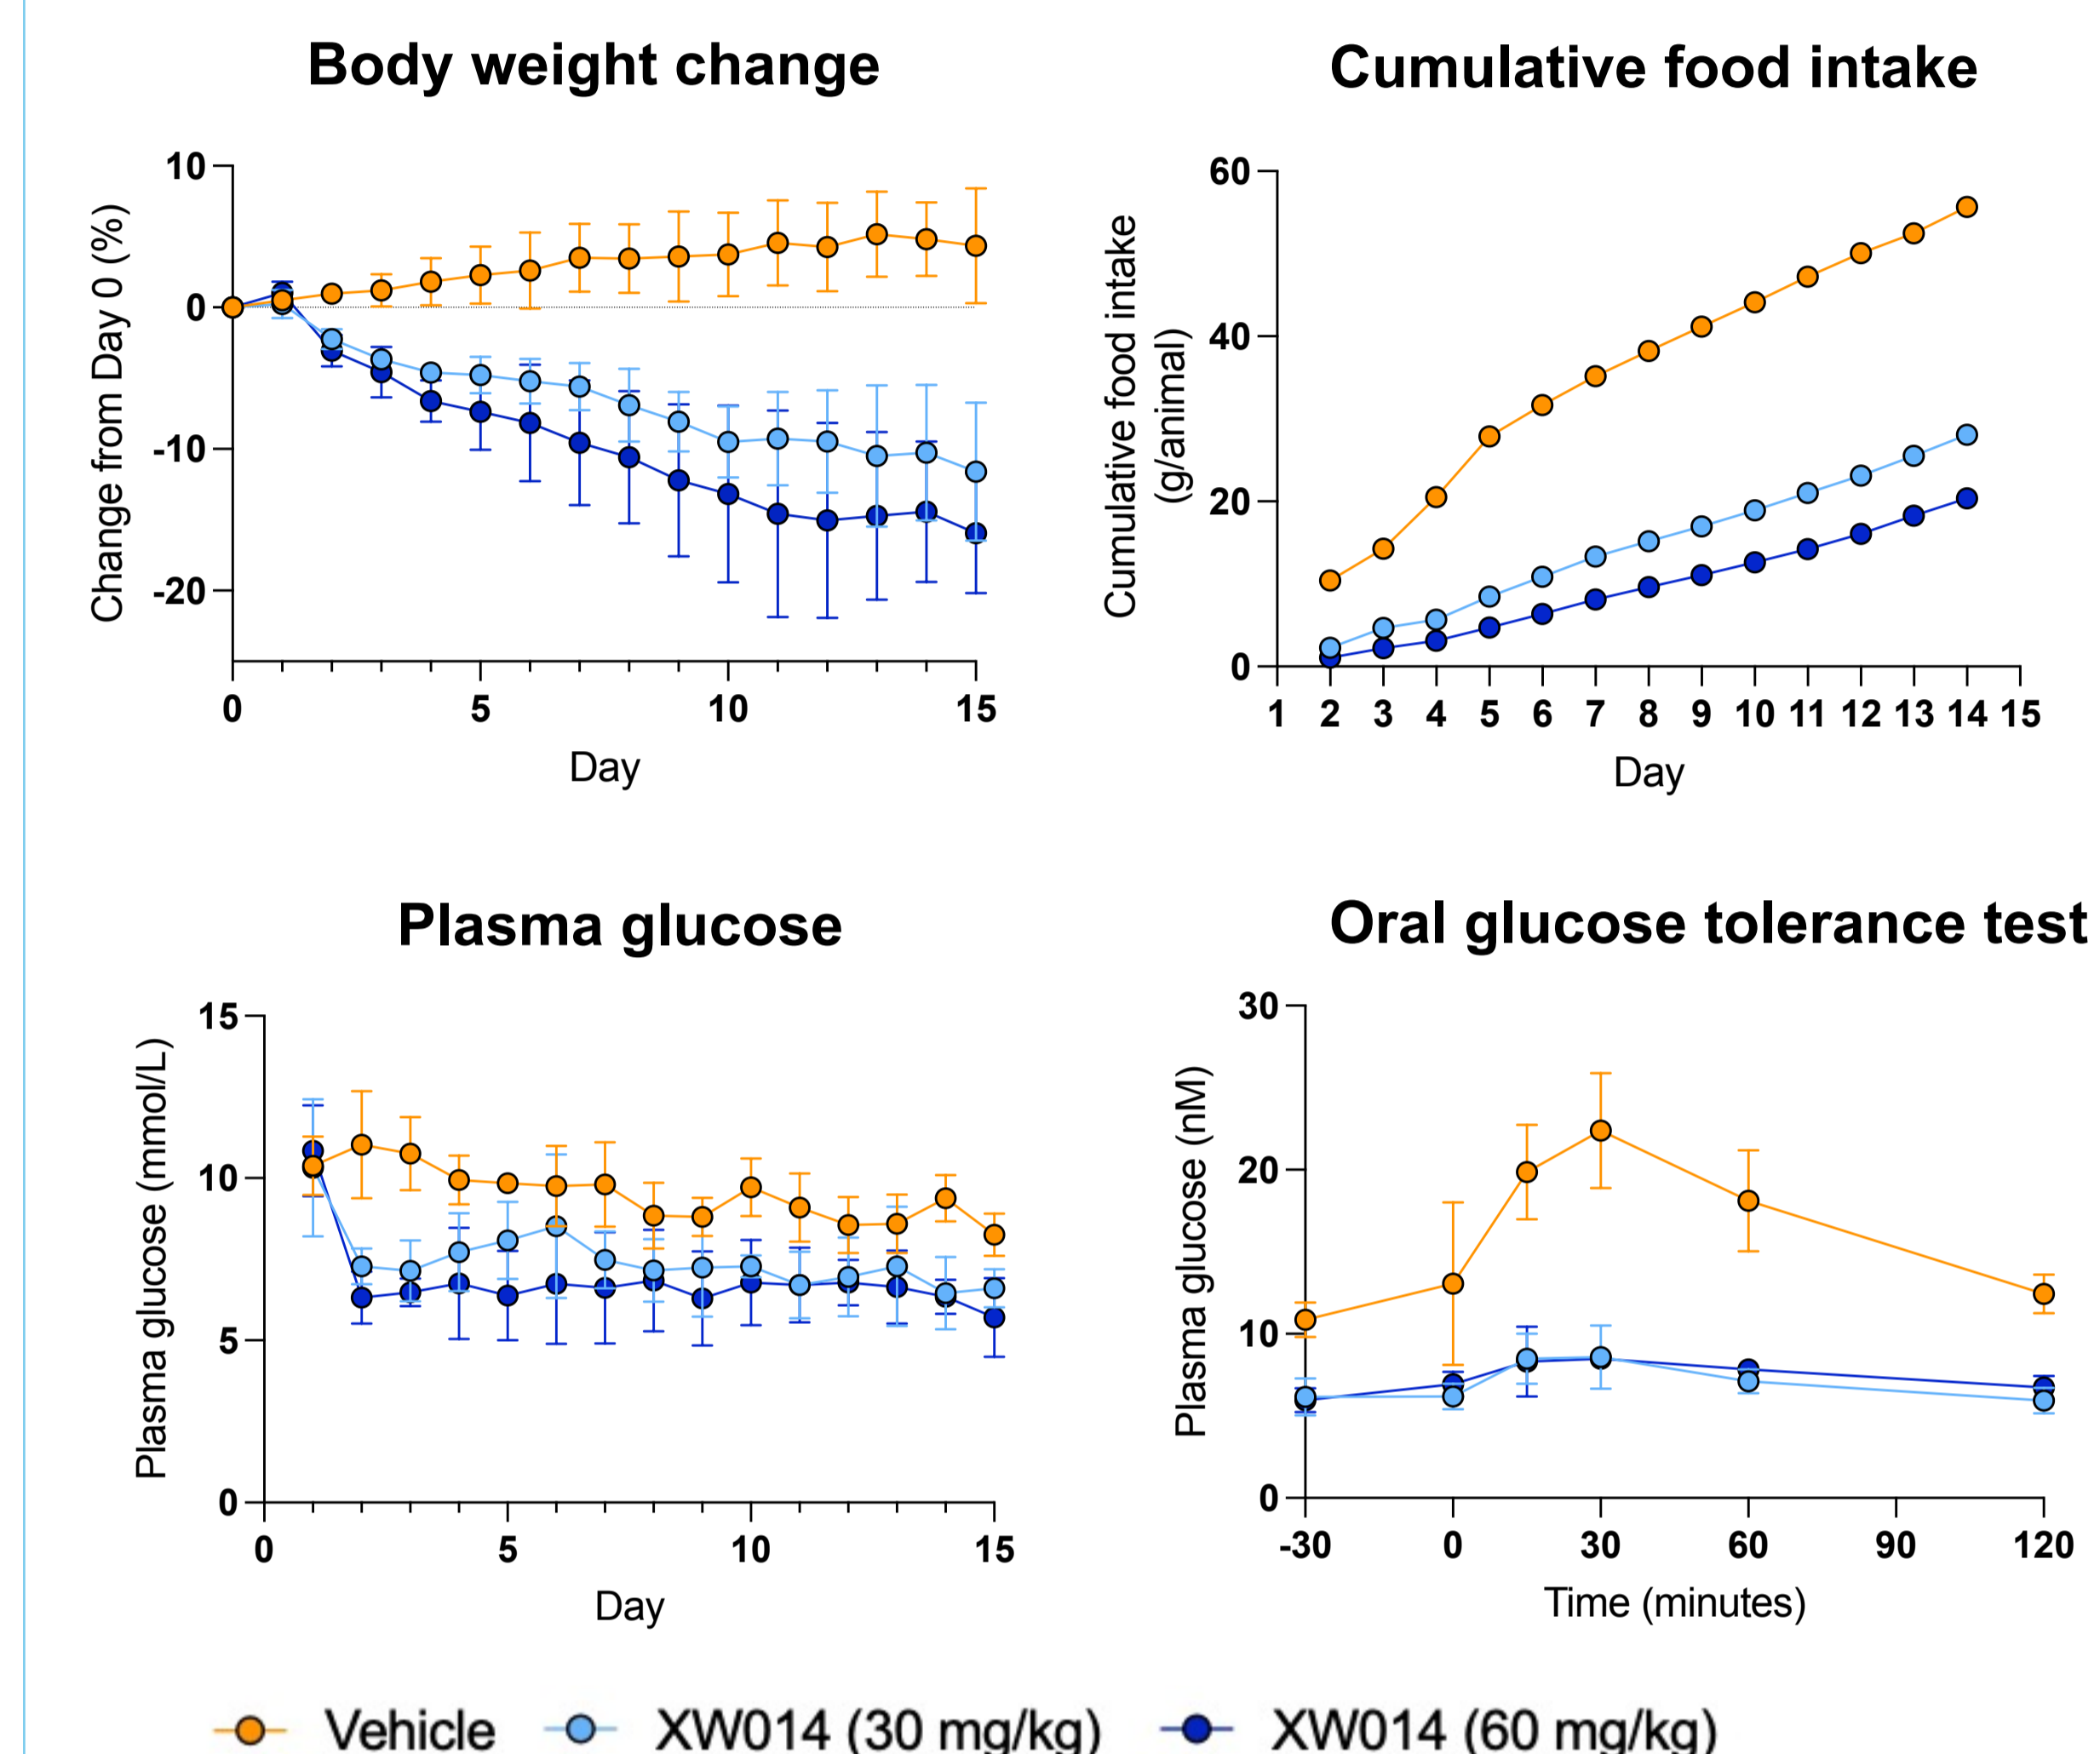 Body weight change
10
0
-10
-20
Change from Day 0 (%)
0 5 10 15
Day
Cumulative food intake
60
40
20
0
Cumulative food intake
(g/animal)
1 2 3 4 5 6 7 8 9 10 11 12 13 14 15
Day
Plasma glucose
15
10
5
0
Plasma glucose (mmol/L)
0 5 10 15
Day
Oral glucose tolerance test
30
20
10
0
Plasma glucose (nM)
-30 0 30 60 90 120
Time (minutes)
Vehicle XW014 (30 mg/kg) XW014 (60 mg/kg)